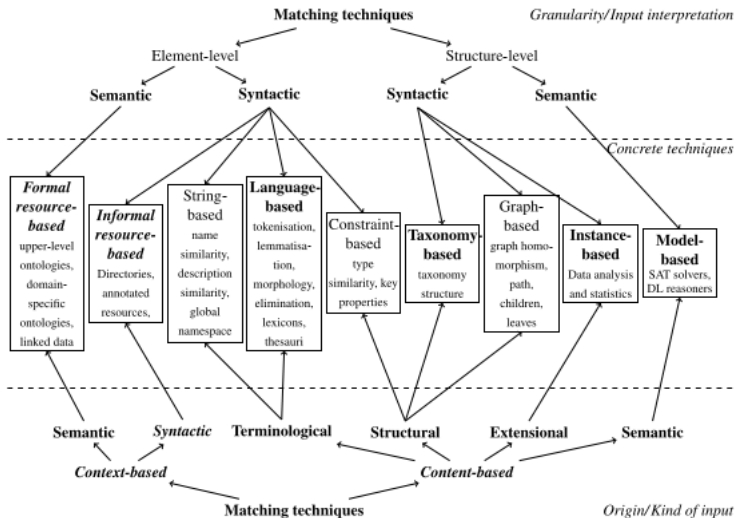 Matching techniques
Granularity/Input interpretation
Element-level
Structure-level
Semantic
Syntactic
Syntactic
Semantic
Concrete techniques
Formal
resource-
based
upper-level
ontologies,
domain-
specific
ontologies,
linked data
Informal
resource-
based
Directories,
annotated
resources,
String-
based
name
similarity,
description
similarity,
global
namespace
Language-
based
tokenisation,
lemmatisa-
tion,
morphology,
elimination,
lexicons,
thesauri
Constraint-
based
type
similarity, key
properties
Taxonomy-
based
taxonomy
structure
Graph-
based
graph homo-
morphism,
path,
children,
leaves
Instance-
based
Data analysis
and statistics
Model-
based
SAT solvers,
DL reasoners
Semantic
Syntactic
Terminological
Structural
Extensional
Semantic
Context-based
Content-based
Matching techniques
Origin/Kind of input